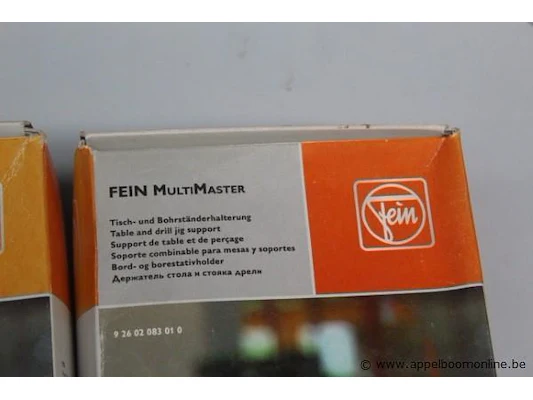 FEIN MULTIMASTER
fein
Tisch- und Bohrständerhalterung
Table and drill jig support
Support de table et de perçage
Soporte combinable para mesas y soportes
Bord- og borestativholder
Держатель стола и стояка дрели
9 26 02 083 01 0
© www.appelboomonline.be